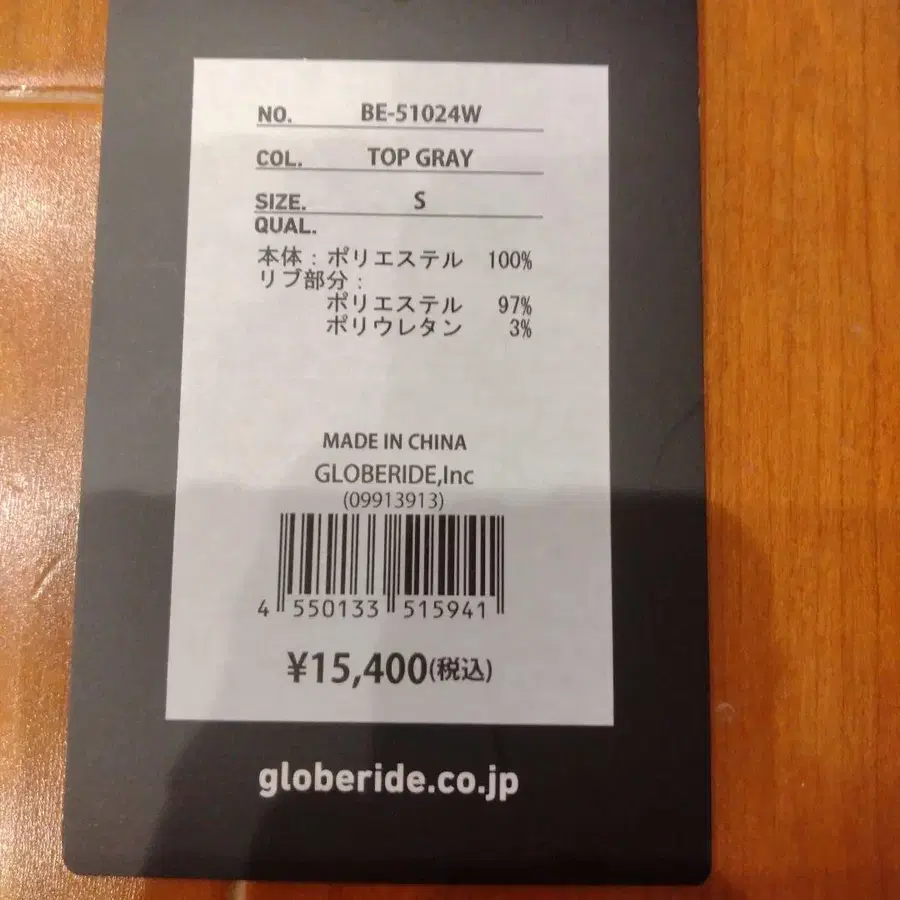 NO. BE-51024W
COL. TOP GRAY
SIZE. S
QUAL.
本体：ポリエステル 100%
リブ部分：
ポリエステル 97%
ポリウレタン 3%
MADE IN CHINA
GLOBERIDE,Inc
(09913913)
4 550133 515941
¥15,400(税込)
globeride.co.jp